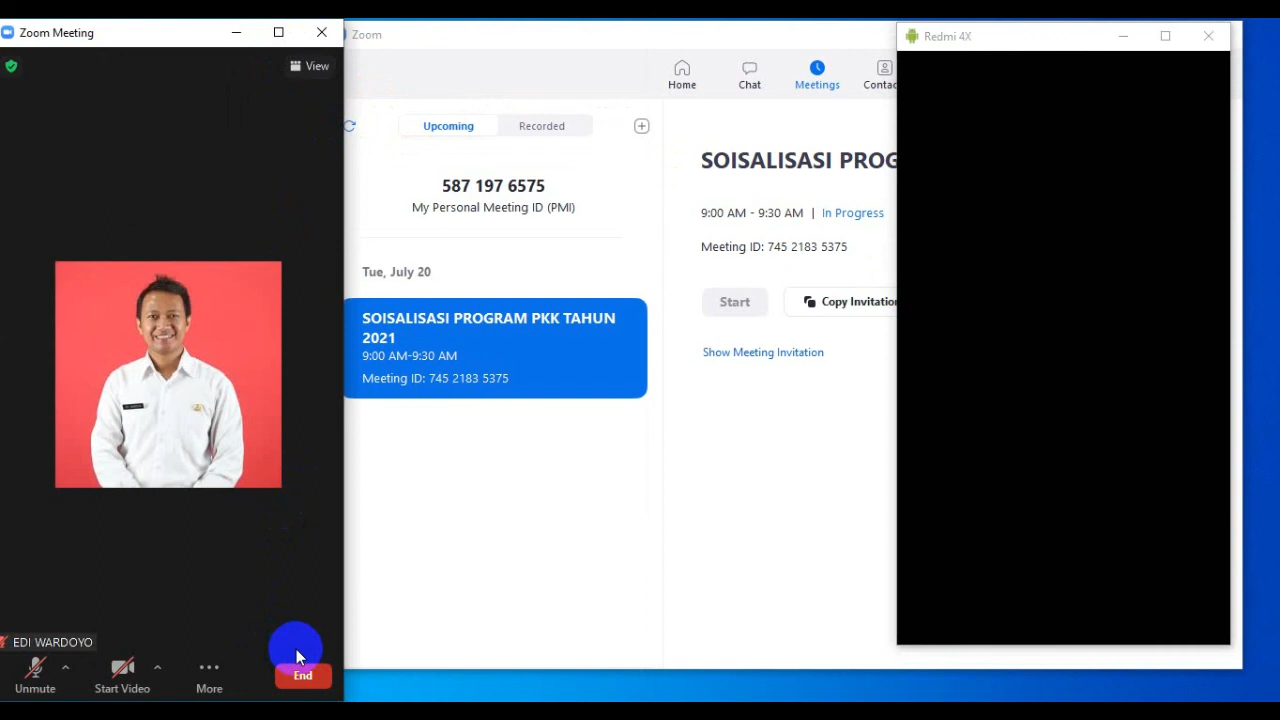 Zoom Meeting
View
EDI WARDOYO
Unmute
Start Video
More
End
Zoom
Home
Chat
Meetings
Contac
Upcoming
Recorded
587 197 6575
My Personal Meeting ID (PMI)
Tue, July 20
SOISALISASI PROGRAM PKK TAHUN
2021
9:00 AM-9:30 AM
Meeting ID: 745 2183 5375
SOISALISASI PROG
9:00 AM - 9:30 AM | In Progress
Meeting ID: 745 2183 5375
Start
Copy Invitation
Show Meeting Invitation
Redmi 4X